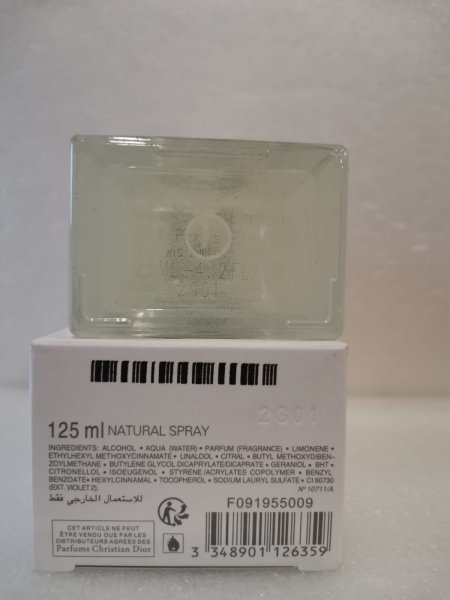 2G01
2G01
125 ml NATURAL SPRAY
INGREDIENTS: ALCOHOL • AQUA (WATER) • PARFUM (FRAGRANCE) • LIMONENE •
ETHYLHEXYL METHOXYCINNAMATE • LINALOOL • CITRAL • BUTYL METHOXYDIBEN-
ZOYLMETHANE • BUTYLENE GLYCOL DICAPRYLATE/DICAPRATE • GERANIOL • BHT •
CITRONELLOL • ISOEUGENOL • STYRENE/ACRYLATES COPOLYMER • BENZYL
BENZOATE • HEXYLCINNAMAL • TOCOPHEROL • SODIUM LAURYL SULFATE • CI 60730
(EXT. VIOLET 2).
N° 10711/A
للاستعمال الخارجي فقط
F091955009
CET ARTICLE NE PEUT
ÊTRE VENDU QUE PAR LES
DISTRIBUTEURS AGRÉÉS DES
Parfums Christian Dior
3 348901 126359